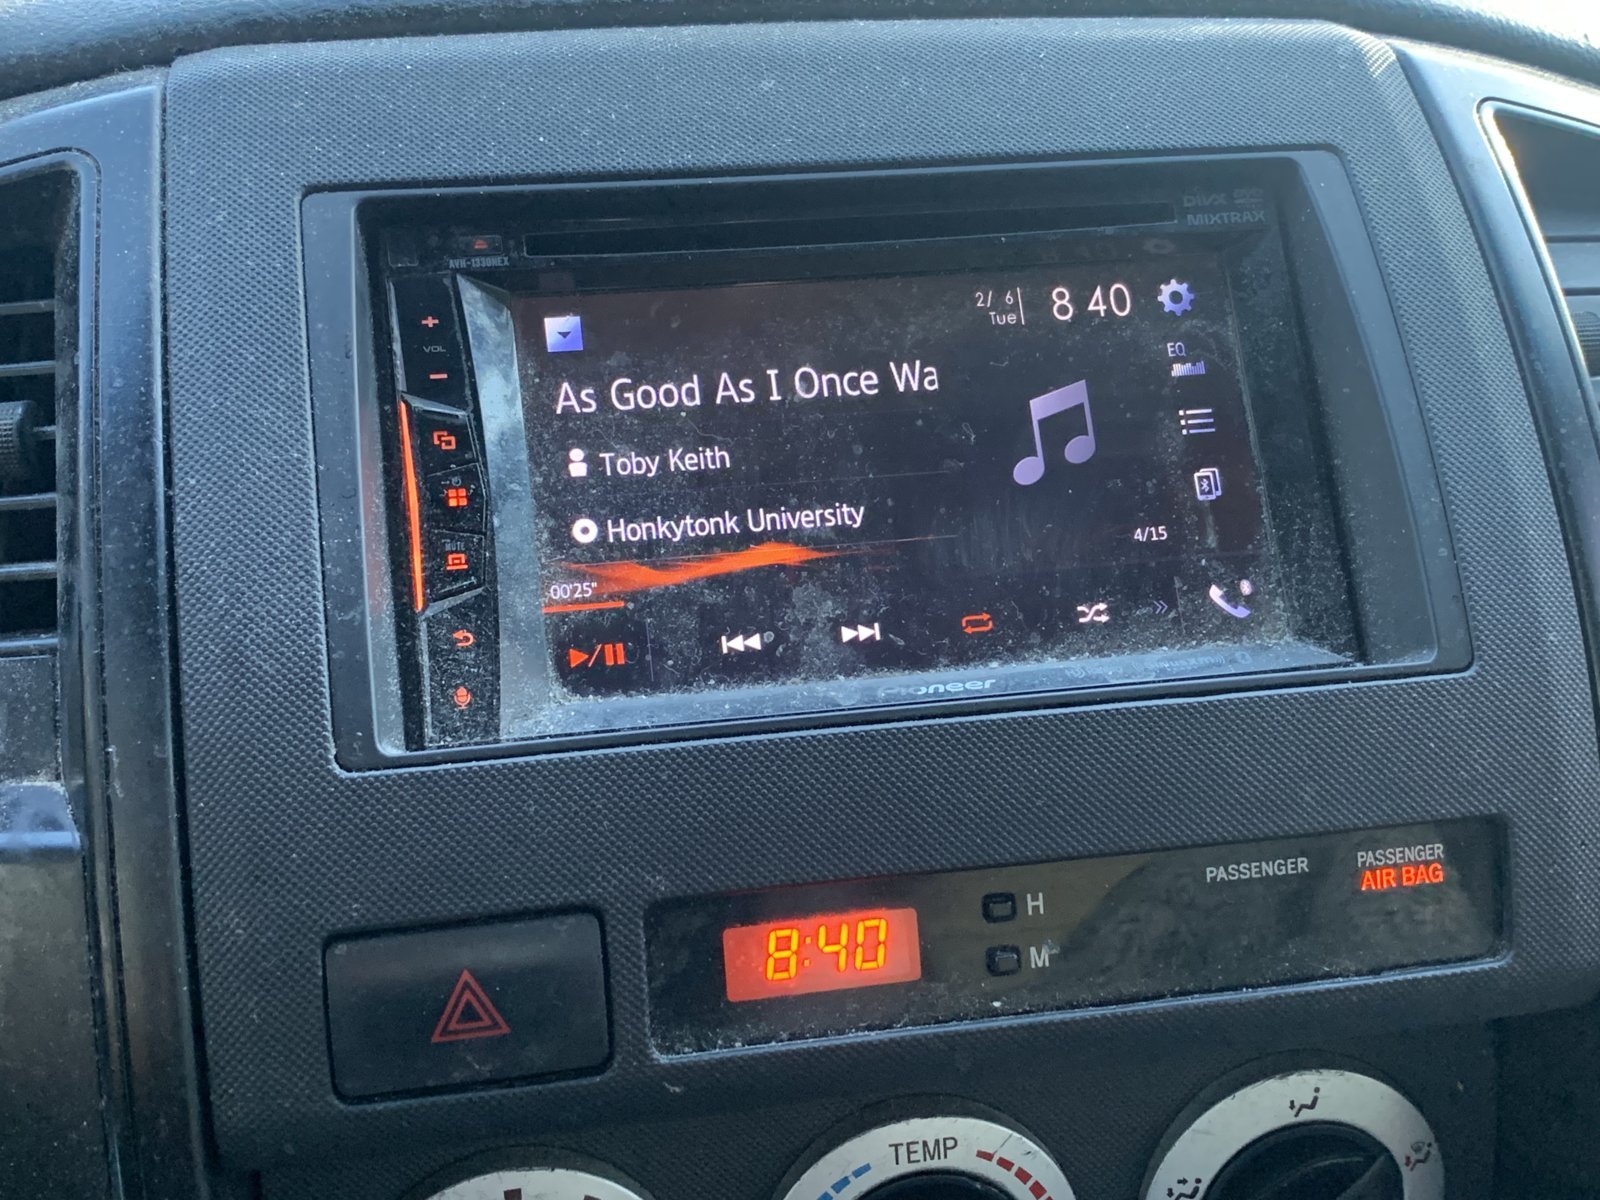 DIVX
MIXTRAX
AVH-1330NEX
VOL
MUTE
2/ 6
Tue
8 40
EQ
As Good As I Once Wa
Toby Keith
Honkytonk University
4/15
00'25"
Pioneer
PASSENGER
PASSENGER
AIR BAG
H
8:40
M
TEMP